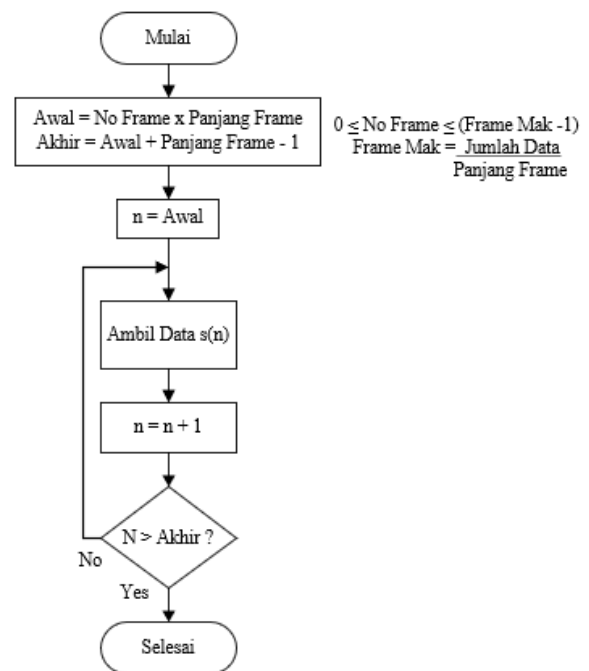 Mulai
Awal = No Frame x Panjang Frame
Akhir = Awal + Panjang Frame - 1
0 ≤ No Frame ≤ (Frame Mak -1)
Frame Mak = Jumlah Data
Panjang Frame
n = Awal
Ambil Data s(n)
n = n + 1
N > Akhir ?
No
Yes
Selesai